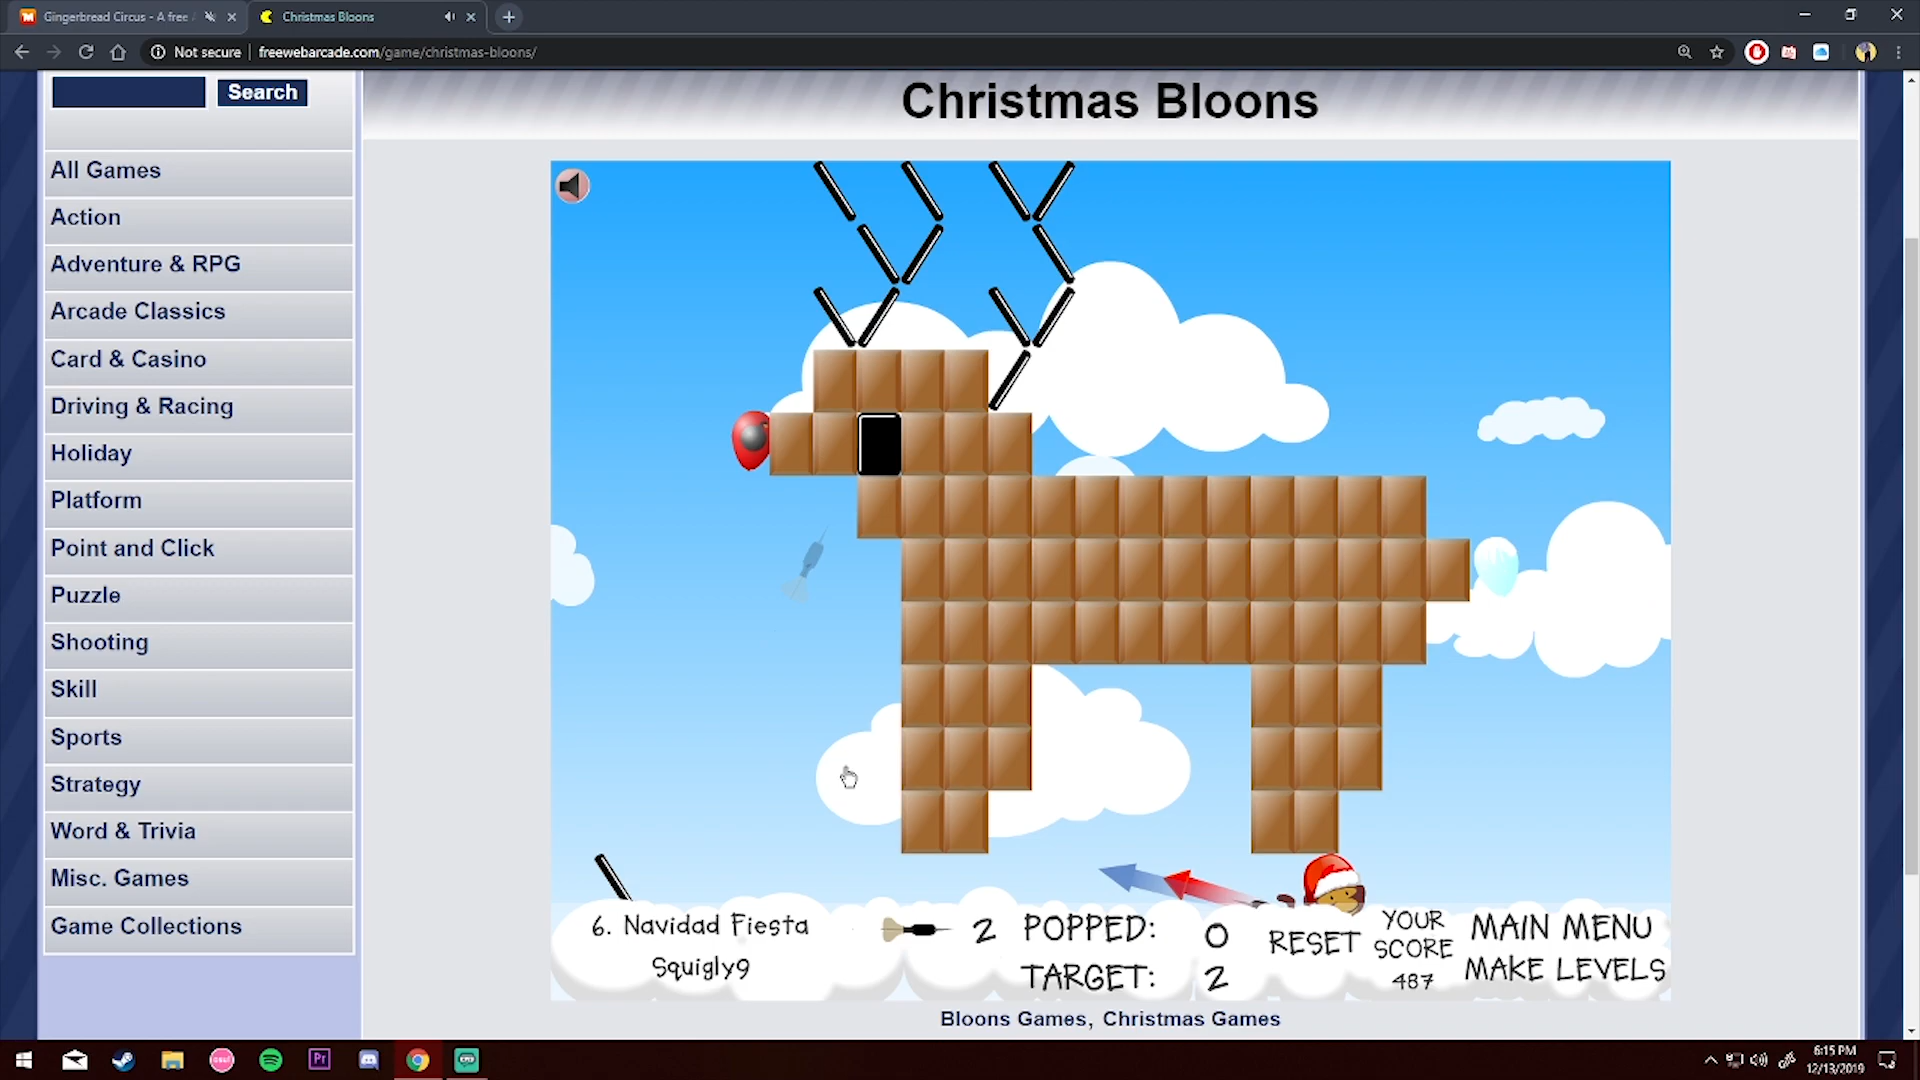 Gingerbread Circus - A free
Christmas Bloons
Not secure
freewebarcade.com/game/christmas-bloons/
Search
Christmas Bloons
All Games
Action
Adventure & RPG
Arcade Classics
Card & Casino
Driving & Racing
Holiday
Platform
Point and Click
Puzzle
Shooting
Skill
Sports
Strategy
Word & Trivia
Misc. Games
Game Collections
6. Navidad Fiesta
Squigly9
2
POPPED: 0
TARGET: 2
RESET
YOUR
SCORE
487
MAIN MENU
MAKE LEVELS
Bloons Games, Christmas Games
osu!
Pr
6:15 PM
12/13/2019